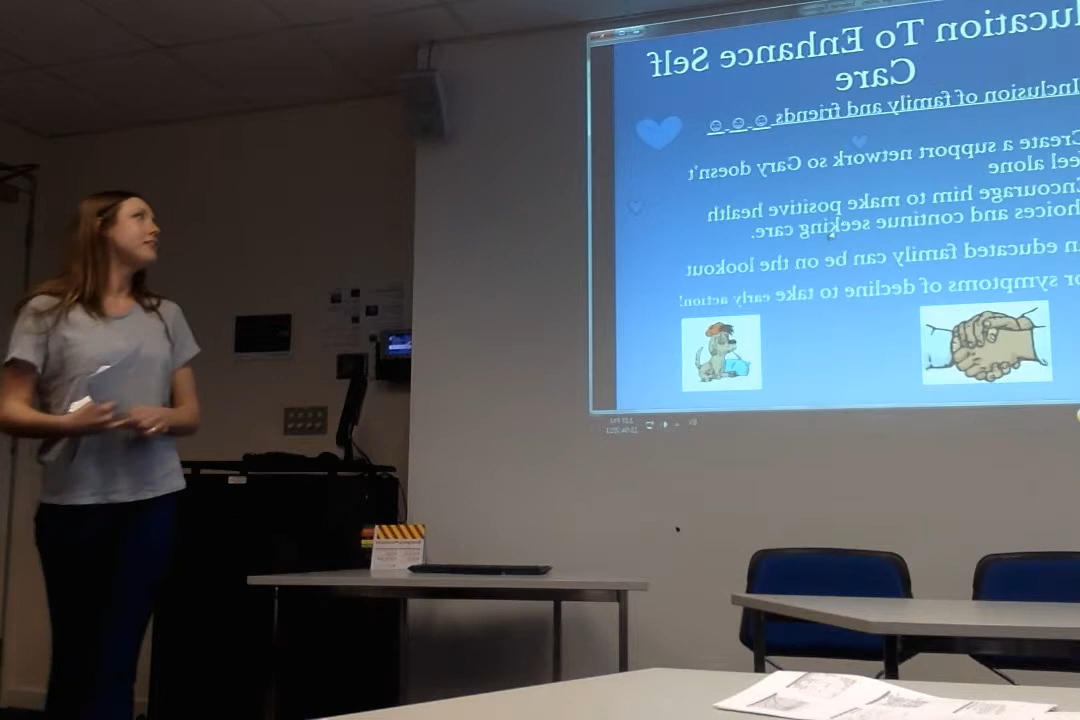 ucation To Enhance Self
Care
Inclusion of family and friends ☺ ☺ ☺
Create a support network so Gary doesn't
eel alone
Encourage him to make positive health
hoices and continue seeking care.
n educated family can be on the lookout
or symptoms of decline to take early action!